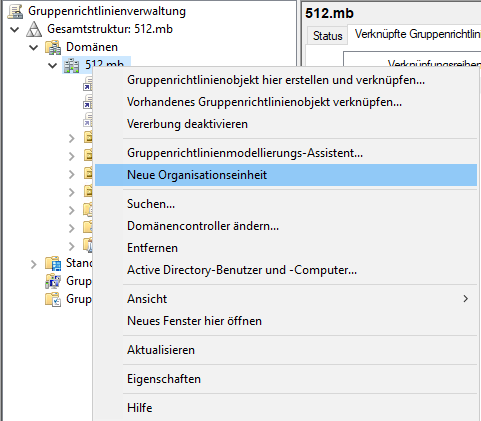 Gruppenrichtlinienverwaltung
Gesamtstruktur: 512.mb
Domänen
512.mb
Stand
Grup
Grup
Gruppenrichtlinienobjekt hier erstellen und verknüpfen...
Vorhandenes Gruppenrichtlinienobjekt verknüpfen...
Vererbung deaktivieren
Gruppenrichtlinienmodellierungs-Assistent...
Neue Organisationseinheit
Suchen...
Domänencontroller ändern...
Entfernen
Active Directory-Benutzer und -Computer...
Ansicht
Neues Fenster hier öffnen
Aktualisieren
Eigenschaften
Hilfe
512.mb
Status Verknüpfte Gruppenrichtlini
Verknüpfungsreihen